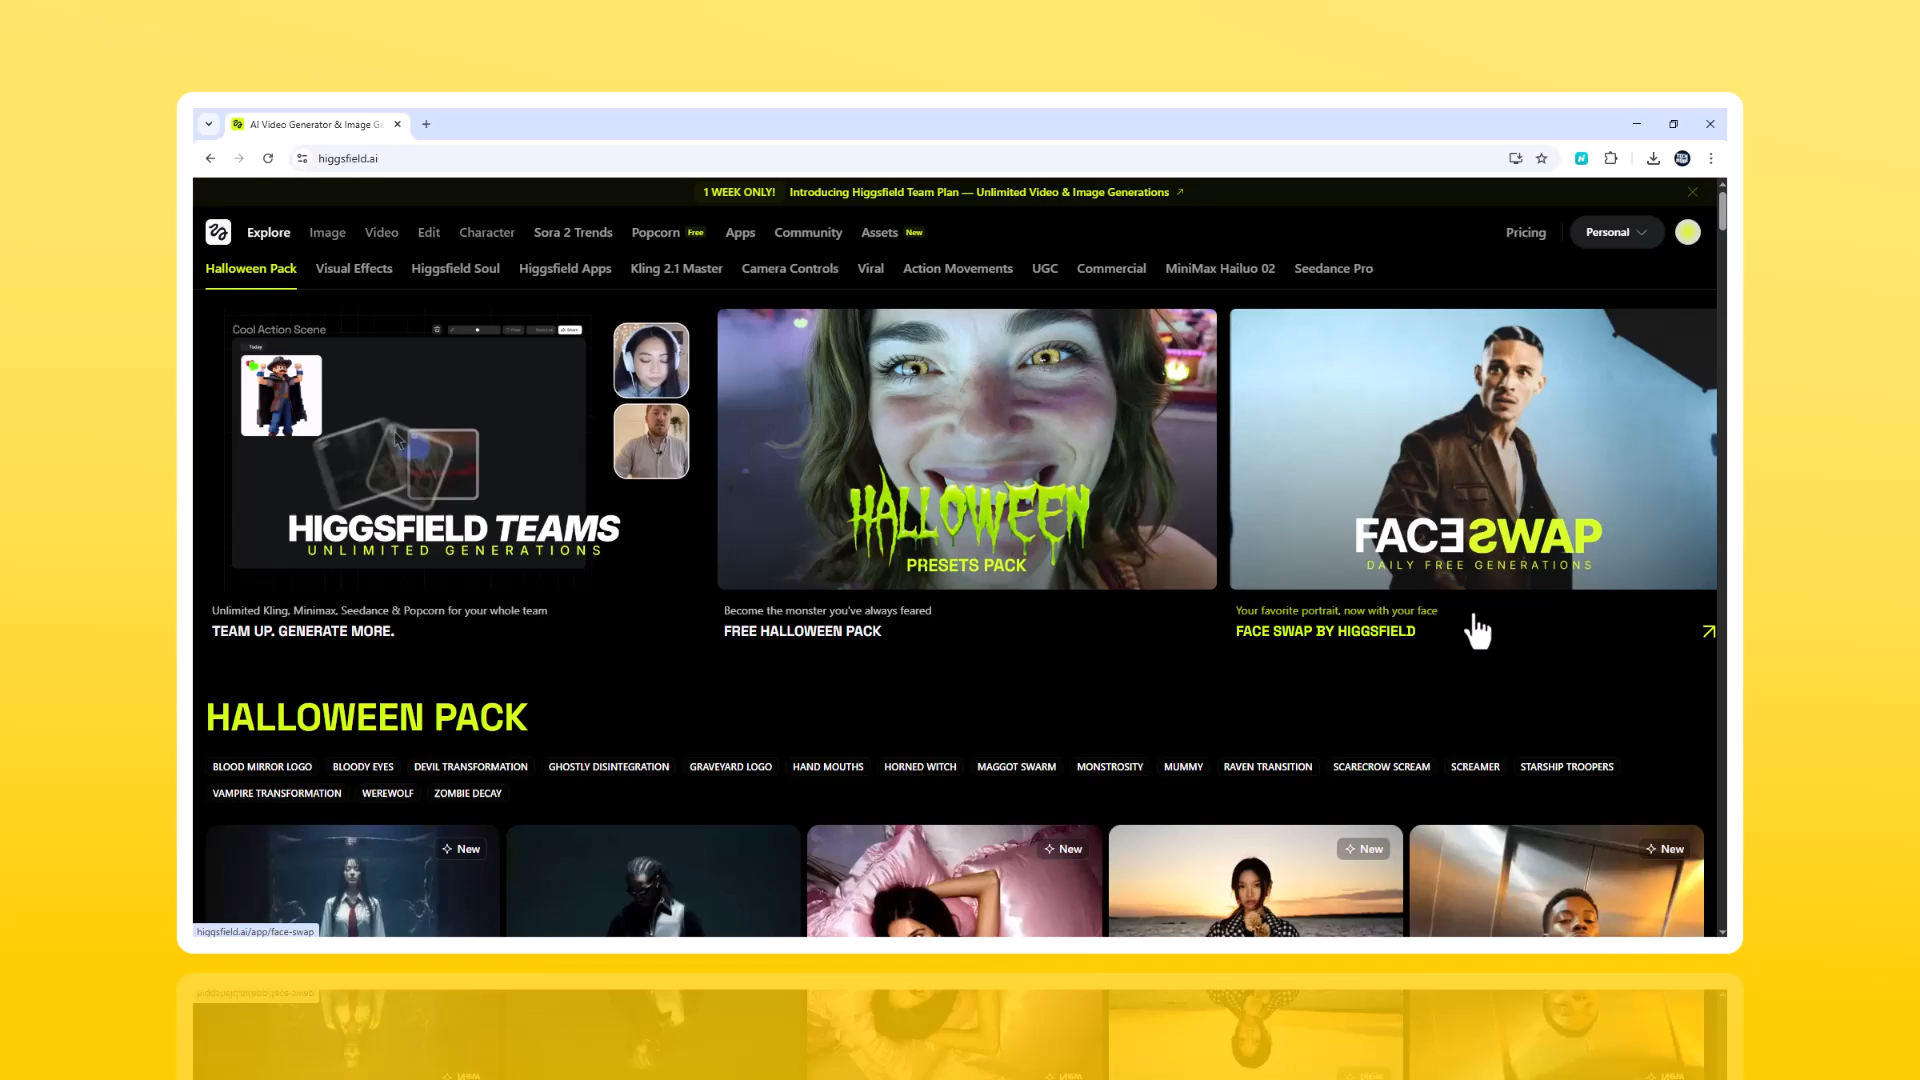 AI Video Generator & Image G
higgsfield.ai
1 WEEK ONLY! Introducing Higgsfield Team Plan — Unlimited Video & Image Generations
Explore Image Video Edit Character Sora 2 Trends Popcorn Free Apps Community Assets New Pricing Personal
Halloween Pack Visual Effects Higgsfield Soul Higgsfield Apps Kling 2.1 Master Camera Controls Viral Action Movements UGC Commercial MiniMax Hailuo 02 Seedance Pro
Cool Action Scene
Today
Share
HIGGSFIELD TEAMS
UNLIMITED GENERATIONS
Unlimited Kling, Minimax, Seedance & Popcorn for your whole team
TEAM UP. GENERATE MORE.
HALLOWEEN
PRESETS PACK
Become the monster you've always feared
FREE HALLOWEEN PACK
FACE SWAP
DAILY FREE GENERATIONS
Your favorite portrait, now with your face
FACE SWAP BY HIGGSFIELD
HALLOWEEN PACK
BLOOD MIRROR LOGO BLOODY EYES DEVIL TRANSFORMATION GHOSTLY DISINTEGRATION GRAVEYARD LOGO HAND MOUTHS HORNED WITCH MAGGOT SWARM MONSTROSITY MUMMY RAVEN TRANSITION SCARECROW SCREAM SCREAMER STARSHIP TROOPERS
VAMPIRE TRANSFORMATION WEREWOLF ZOMBIE DECAY
New New New New
higgsfield.ai/app/face-swap